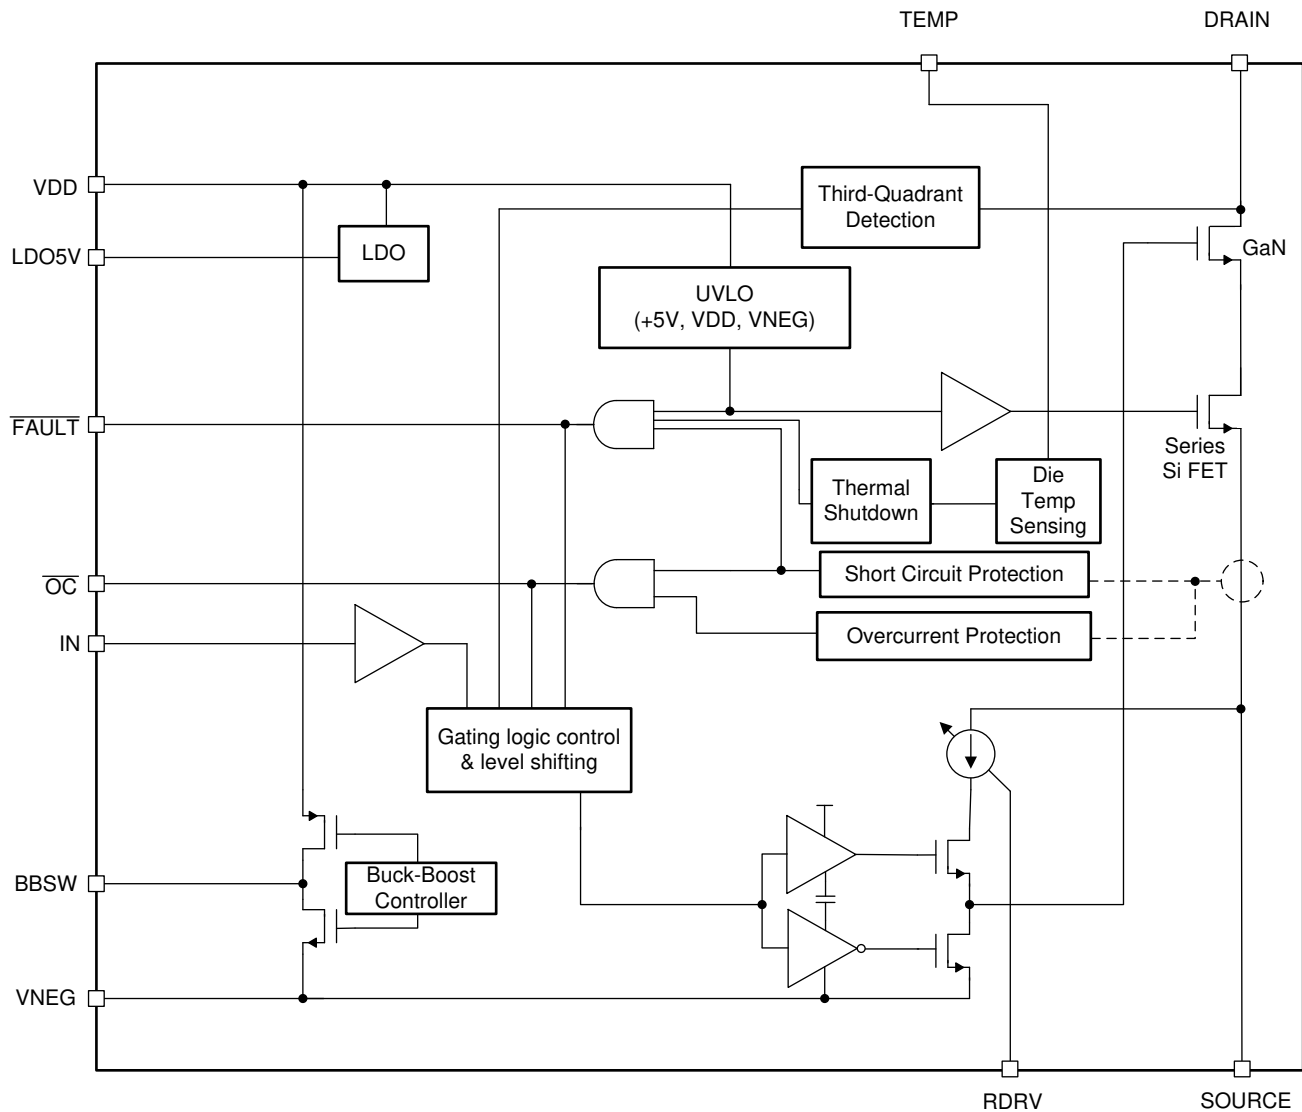 TEMP
DRAIN
VDD
Third-Quadrant
Detection
LDO5V
LDO
GaN
UVLO
(+5V, VDD, VNEG)
FAULT
Series
Si FET
Thermal
Shutdown
Die
Temp
Sensing
OC
Short Circuit Protection
IN
Overcurrent Protection
Gating logic control
& level shifting
BBSW
Buck-Boost
Controller
VNEG
RDRV
SOURCE